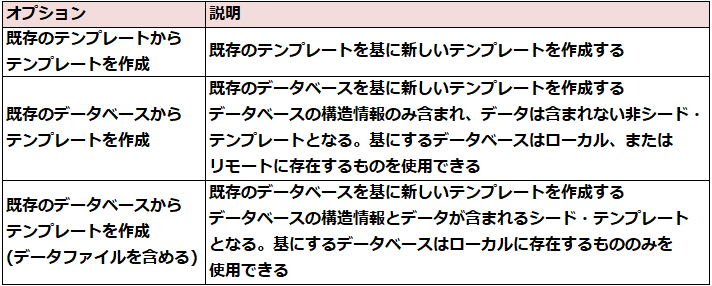 オプション
説明
既存のテンプレートから
テンプレートを作成
既存のテンプレートを基に新しいテンプレートを作成する
既存のデータベースから
テンプレートを作成
既存のデータベースを基に新しいテンプレートを作成する
データベースの構造情報のみ含まれ、データは含まれない非シード・
テンプレートとなる。基にするデータベースはローカル、または
リモートに存在するものを使用できる
既存のデータベースから
テンプレートを作成
(データファイルを含める)
既存のデータベースを基に新しいテンプレートを作成する
データベースの構造情報とデータが含まれるシード・テンプレート
となる。基にするデータベースはローカルに存在するもののみを
使用できる